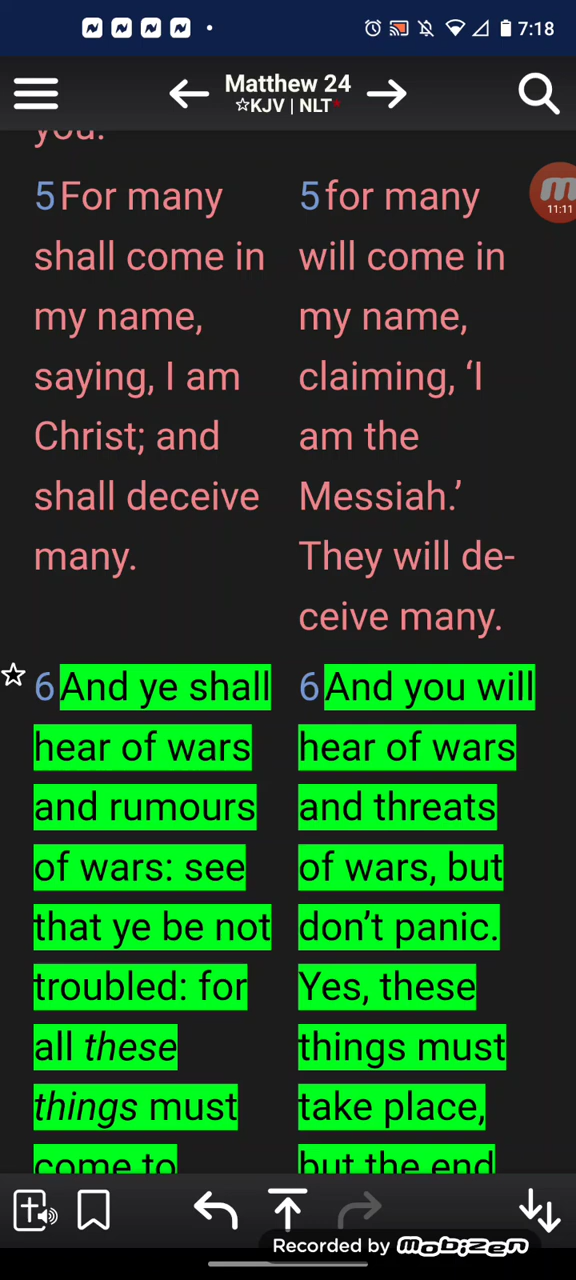 7:18
Matthew 24
☆KJV | NLT*
11:11
you.
5 For many
shall come in
my name,
saying, I am
Christ; and
shall deceive
many.
6 And ye shall
hear of wars
and rumours
of wars: see
that ye be not
troubled: for
all these
things must
come to
5 for many
will come in
my name,
claiming, ‘I
am the
Messiah.’
They will de-
ceive many.
6 And you will
hear of wars
and threats
of wars, but
don’t panic.
Yes, these
things must
take place,
but the end
Recorded by mobizen